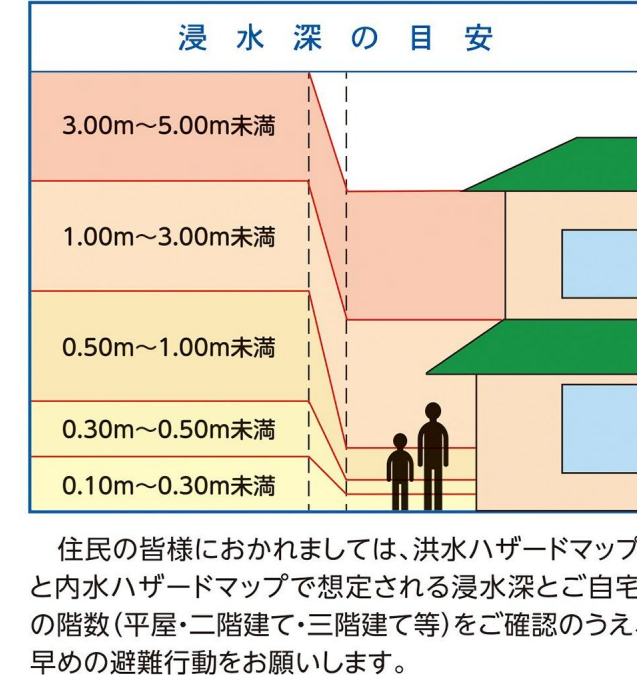 浸水深の目安
3.00m～5.00m未満
1.00m～3.00m未満
0.50m～1.00m未満
0.30m～0.50m未満
0.10m～0.30m未満
住民の皆様におかれましては、洪水ハザードマップ
と内水ハザードマップで想定される浸水深とご自宅
の階数(平屋・二階建て・三階建て等)をご確認のうえ、
早めの避難行動をお願いします。